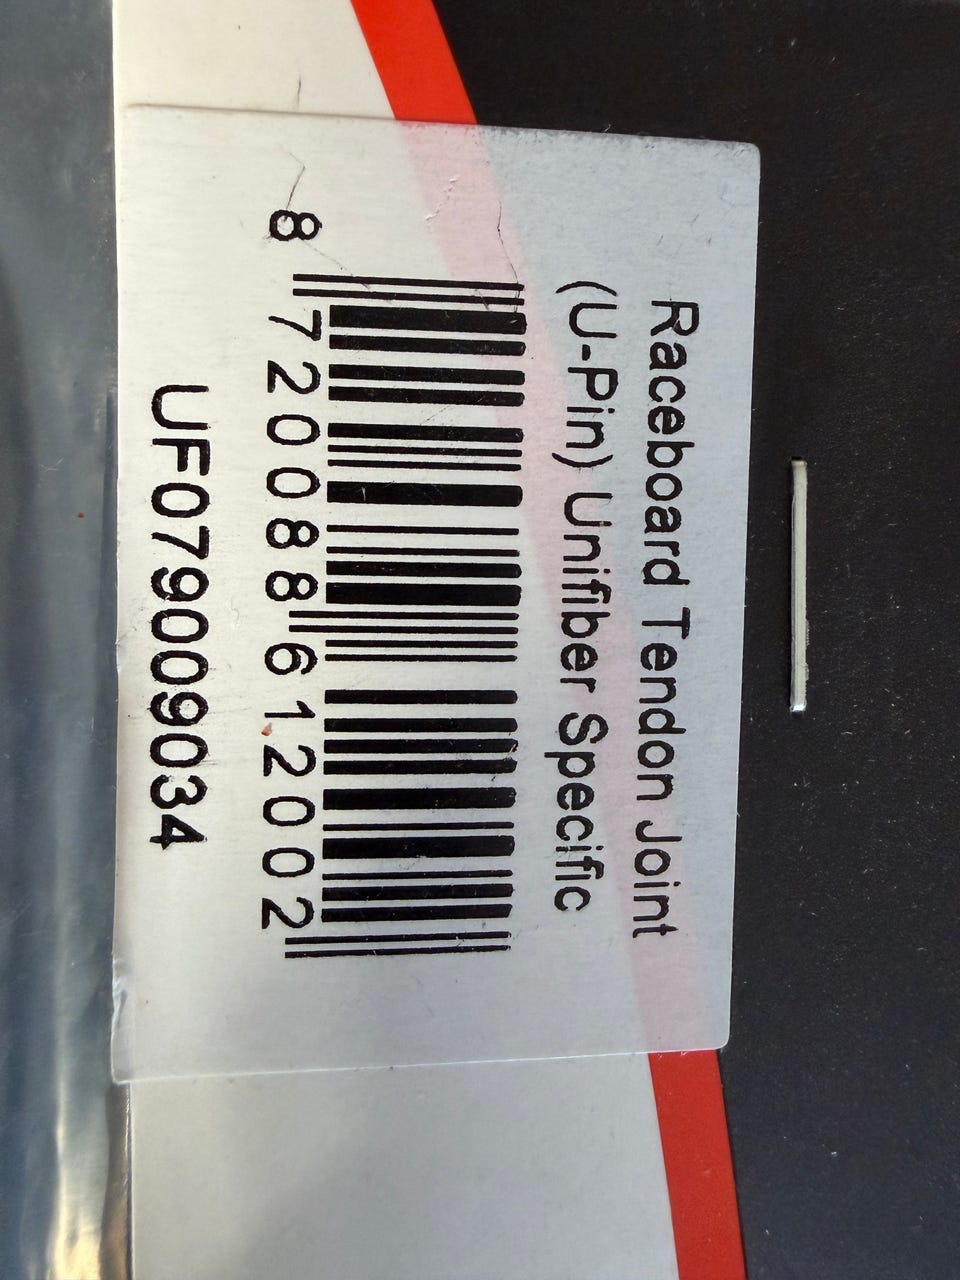 Raceboard Tendon Joint
(U-Pin) Unifiber Specific
8 720088 612002
UF079009034